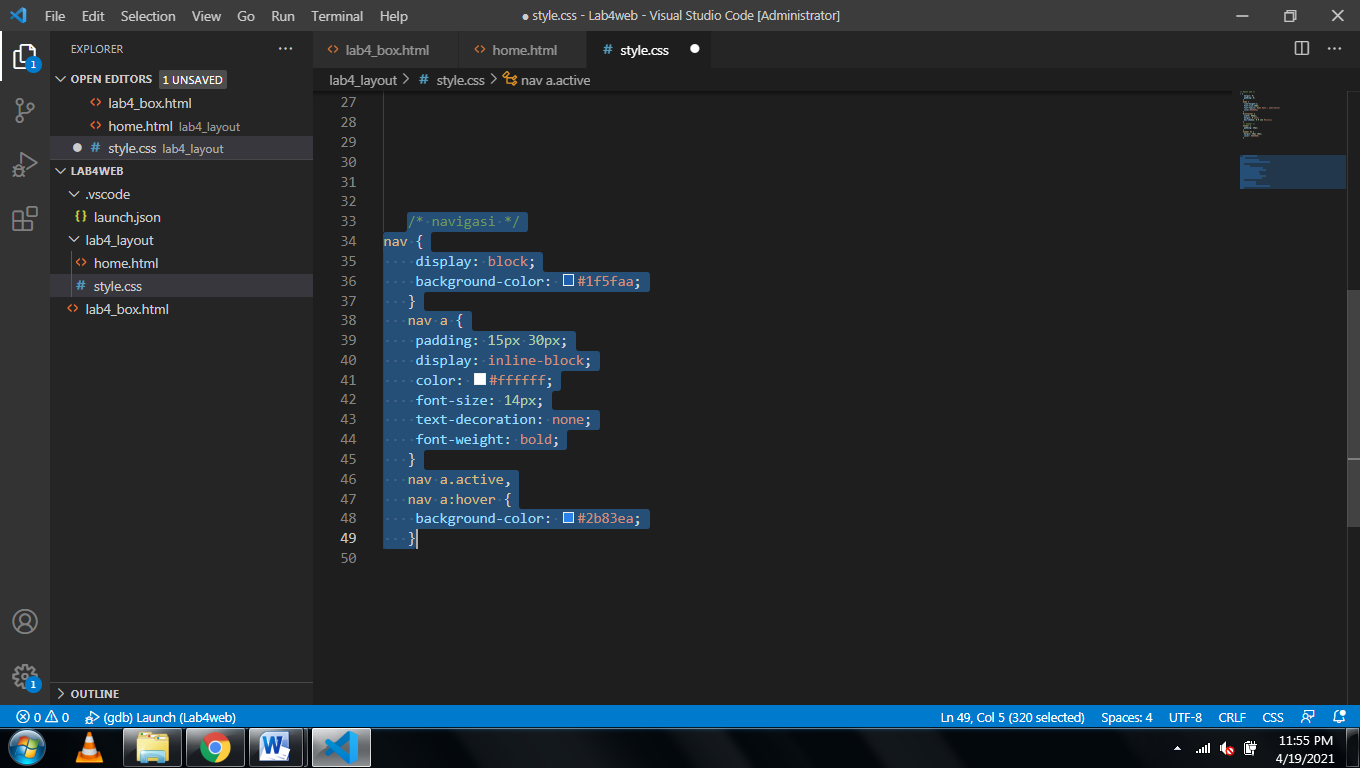 File Edit Selection View Go Run Terminal Help
● style.css - Lab4web - Visual Studio Code [Administrator]
1
EXPLORER
OPEN EDITORS 1 UNSAVED
lab4_box.html
home.html lab4_layout
style.css lab4_layout
LAB4WEB
.vscode
launch.json
lab4_layout
home.html
style.css
lab4_box.html
OUTLINE
1
lab4_box.html home.html # style.css
lab4_layout > # style.css > nav a.active
27
28
29
30
31
32
33 /* navigasi */
34 nav {
35 display: block;
36 background-color: #1f5faa;
37 }
38 nav a {
39 padding: 15px 30px;
40 display: inline-block;
41 color: #ffffff;
42 font-size: 14px;
43 text-decoration: none;
44 font-weight: bold;
45 }
46 nav a.active,
47 nav a:hover {
48 background-color: #2b83ea;
49 }
50
0 0 (gdb) Launch (Lab4web)
Ln 49, Col 5 (320 selected) Spaces: 4 UTF-8 CRLF CSS
11:55 PM
4/19/2021